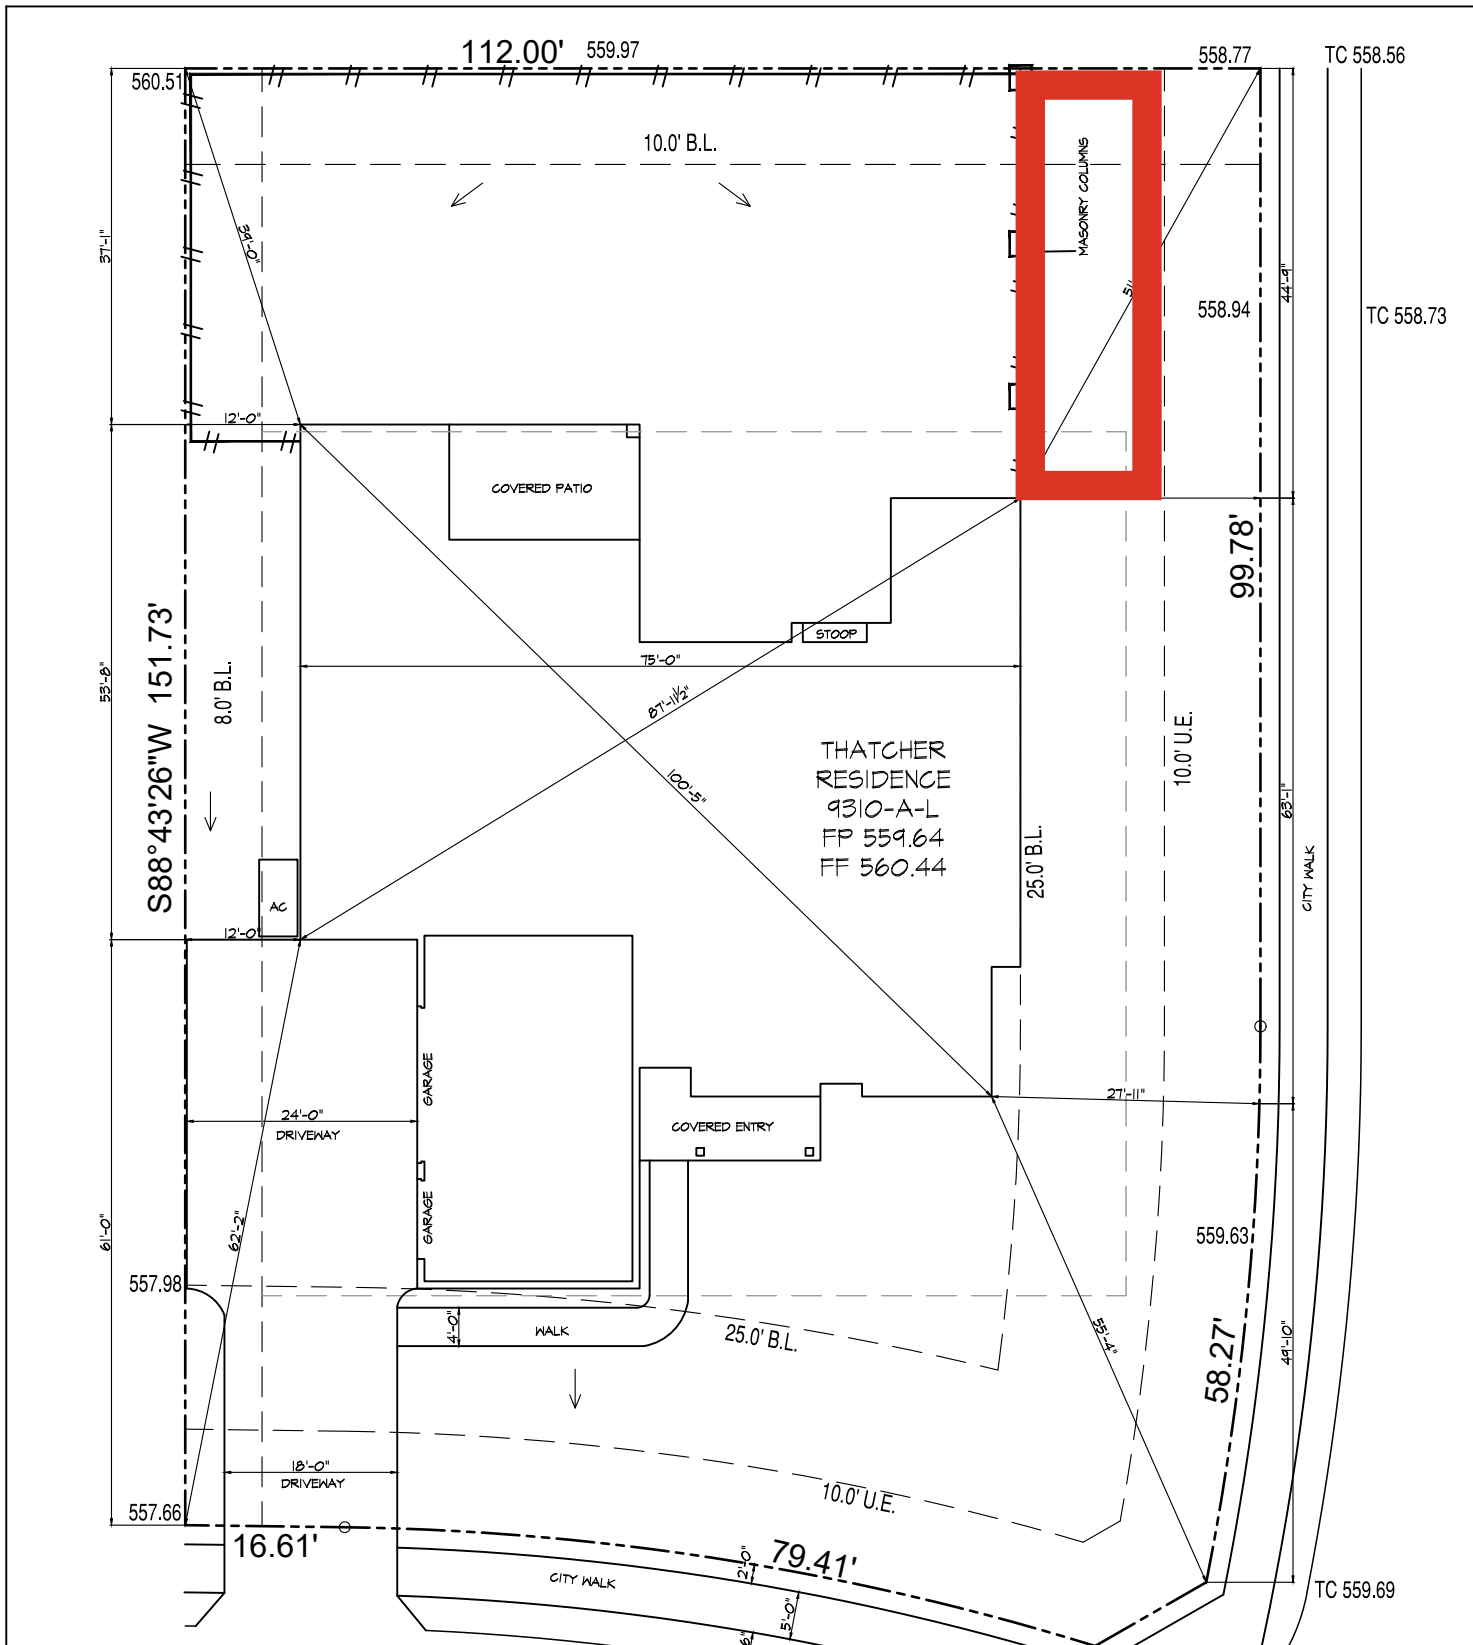 112.00'
559.97
558.77
TC 558.56
560.51
10.0' B.L.
MASONRY COLUMNS
39'-0"
37'-1"
44'-9"
558.94
TC 558.73
12'-0"
COVERED PATIO
99.78'
STOOP
75'-0"
53'-8"
S88°43'26"W 151.73'
8.0' B.L.
87'-11½"
100'-5"
THATCHER
RESIDENCE
9310-A-L
FP 559.64
FF 560.44
10.0' U.E.
63'-1"
25.0' B.L.
CITY WALK
AC
12'-0"
GARAGE
24'-0"
DRIVEWAY
COVERED ENTRY
27'-11"
GARAGE
62'-2"
61'-0"
559.63
557.98
4'-0"
WALK
25.0' B.L.
55'-4"
58.27'
49'-10"
18'-0"
DRIVEWAY
10.0' U.E.
557.66
16.61'
79.41'
2'-0"
CITY WALK
5'-0"
TC 559.69